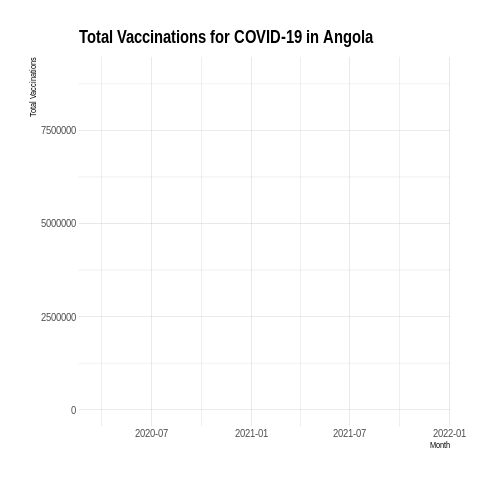 Total Vaccinations for COVID-19 in Angola
Total Vaccinations
7500000
5000000
2500000
0
2020-07 2021-01 2021-07 2022-01
Month